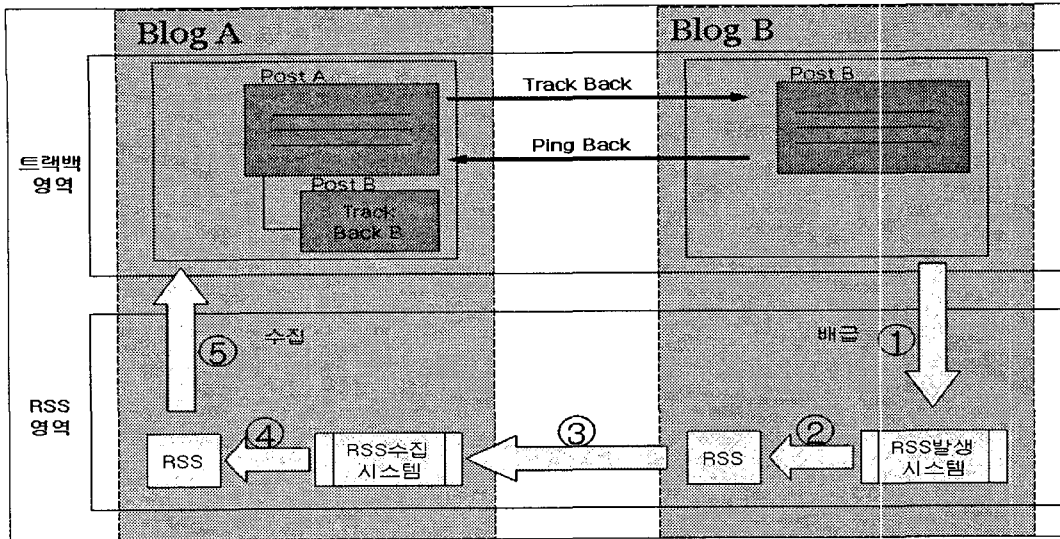 Blog A
Blog B
Post A
Post B
Track Back
Ping Back
트랙백
영역
Post B
Track
Back B
수집
배급
⑤
①
RSS
영역
④
③
②
RSS
RSS수집
시스템
RSS
RSS발생
시스템